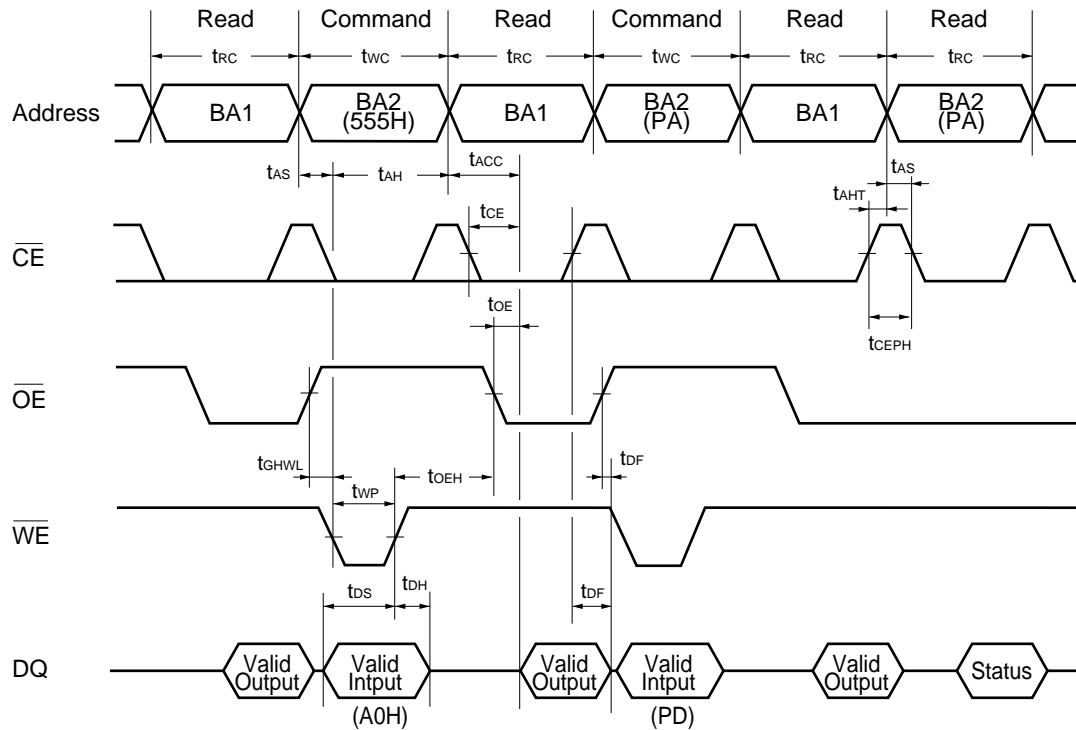 Read Command Read Command Read Read
tRC tWC tRC tWC tRC tRC
Address BA1 BA2 (555H) BA1 BA2 (PA) BA1 BA2 (PA)
tAS tAH tACC tAS
tAHT
tCE
CE
tOE
tCEPH
OE
tDF
tGHWL tOEH
tWP
WE
tDS tDH tDF
DQ Valid Output Valid Intput Valid Output Valid Intput Valid Output Status
(A0H) (PD)